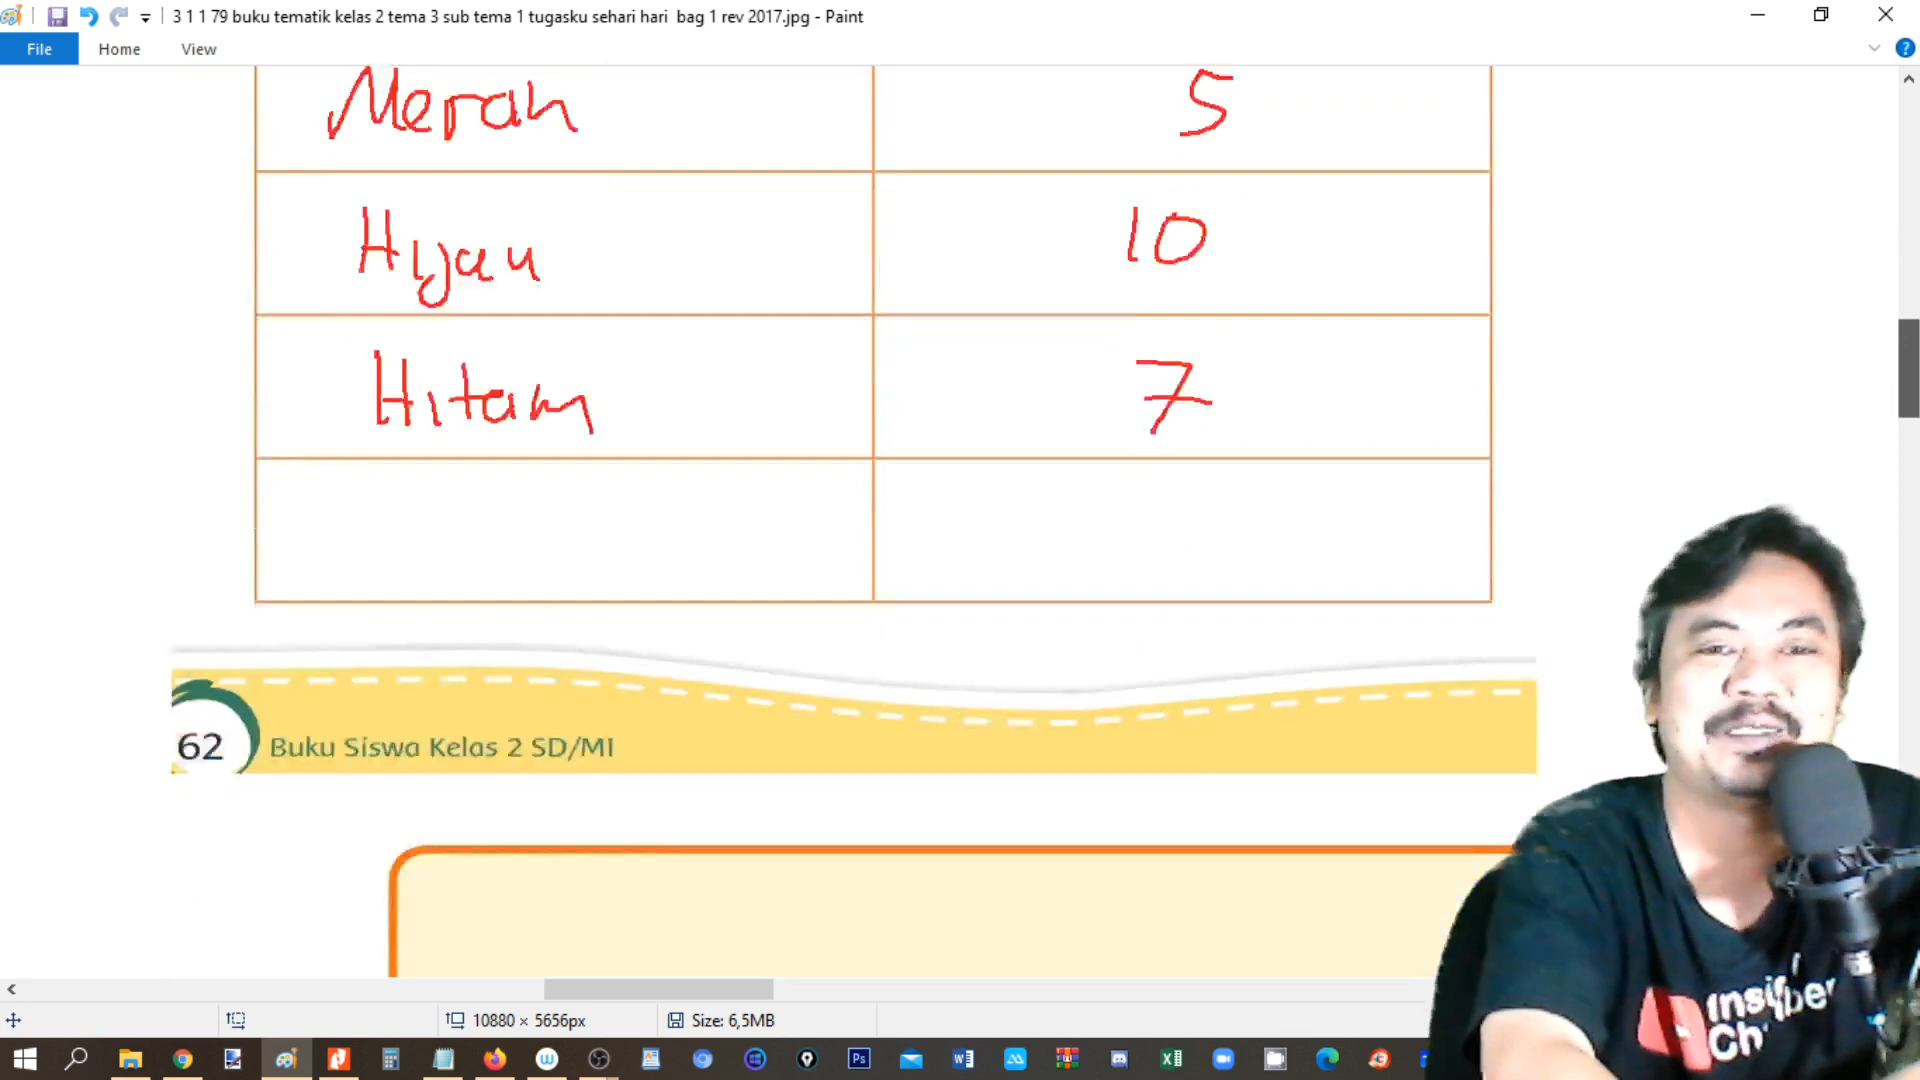 3 1 1 79 buku tematik kelas 2 tema 3 sub tema 1 tugasku sehari hari bag 1 rev 2017.jpg - Paint
File Home View
Merah 5
Hijau 10
Hitam 7
62 Buku Siswa Kelas 2 SD/MI
10880 × 5656px Size: 6,5MB